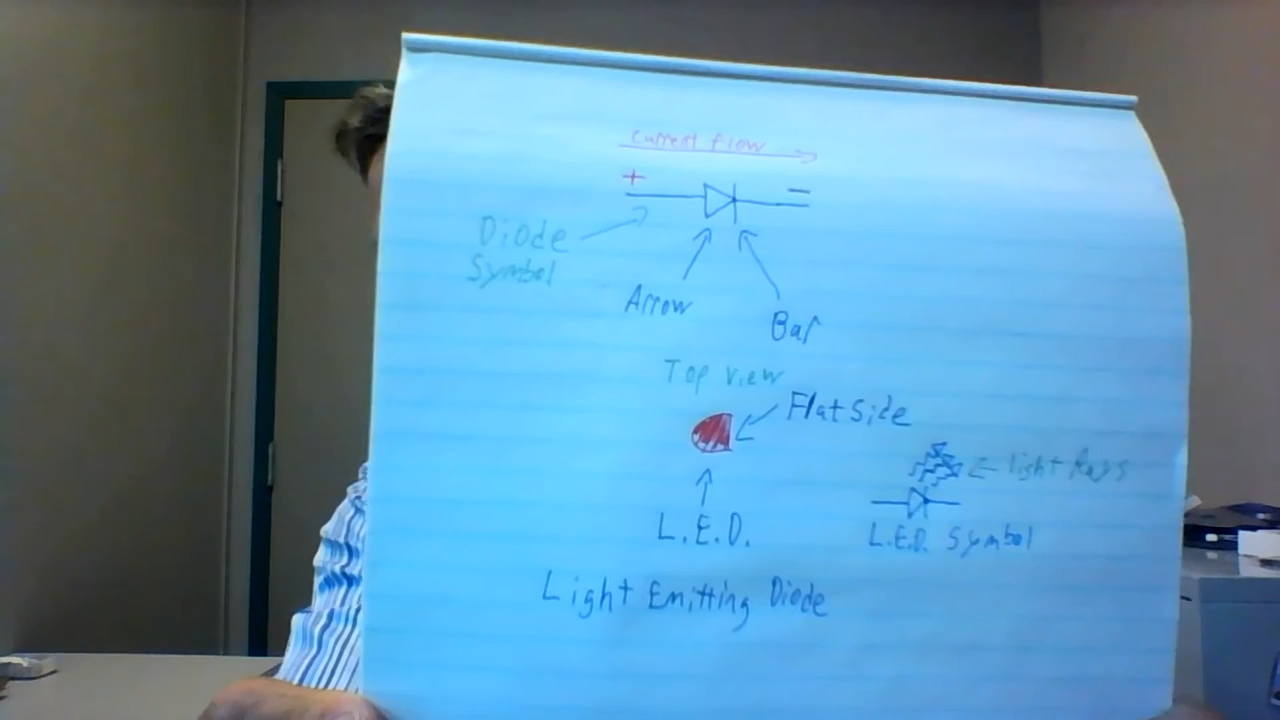 Current flow
+ −
Diode
Symbol
Arrow
Bar
Top view
Flat Side
light Rays
L.E.D.
L.E.D. Symbol
Light Emitting Diode